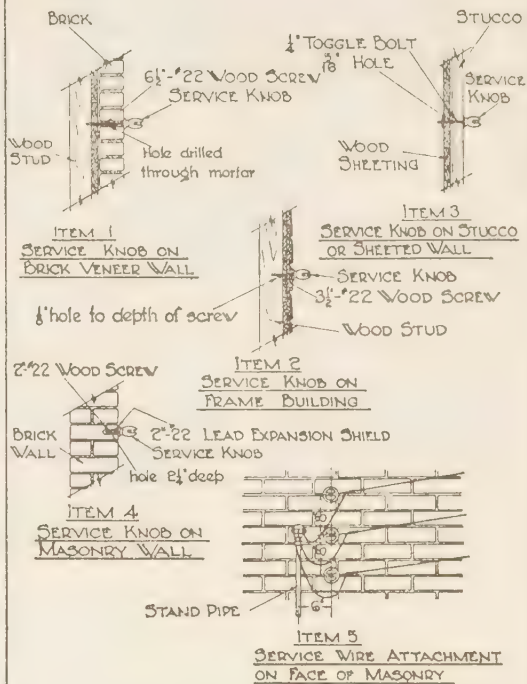 BRICK
6½"-#22 WOOD SCREW
SERVICE KNOB
WOOD
STUD
Hole drilled
through mortar
ITEM 1
SERVICE KNOB ON
BRICK VENEER WALL
STUCCO
¼" TOGGLE BOLT
HOLE
SERVICE
KNOB
WOOD
SHEETING
ITEM 3
SERVICE KNOB ON STUCCO
OR SHEETED WALL
SERVICE KNOB
3½"-#22 WOOD SCREW
⅛" hole to depth of screw
WOOD STUD
ITEM 2
SERVICE KNOB ON
FRAME BUILDING
2"-#22 WOOD SCREW
BRICK
WALL
2"-#22 LEAD EXPANSION SHIELD
SERVICE KNOB
hole 2¼" deep
ITEM 4
SERVICE KNOB ON
MASONRY WALL
8"
8"
6"
STAND PIPE
ITEM 5
SERVICE WIRE ATTACHMENT
ON FACE OF MASONRY